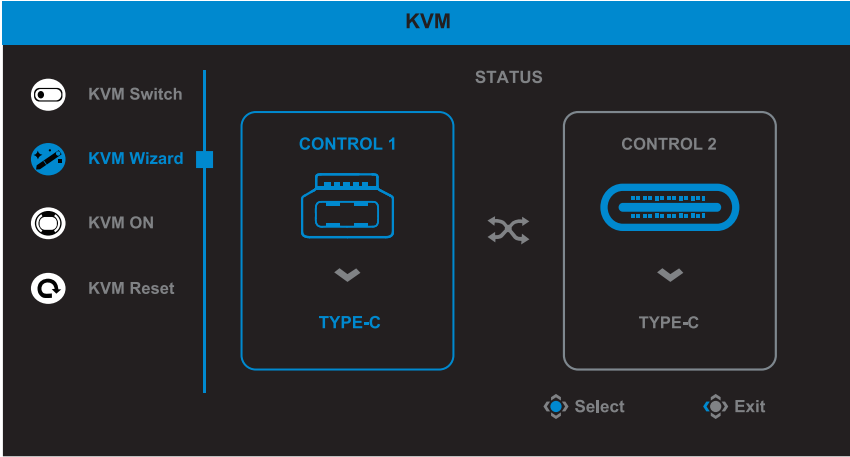 KVM
STATUS
KVM Switch
KVM Wizard
KVM ON
KVM Reset
CONTROL 1
TYPE-C
CONTROL 2
TYPE-C
Select
Exit